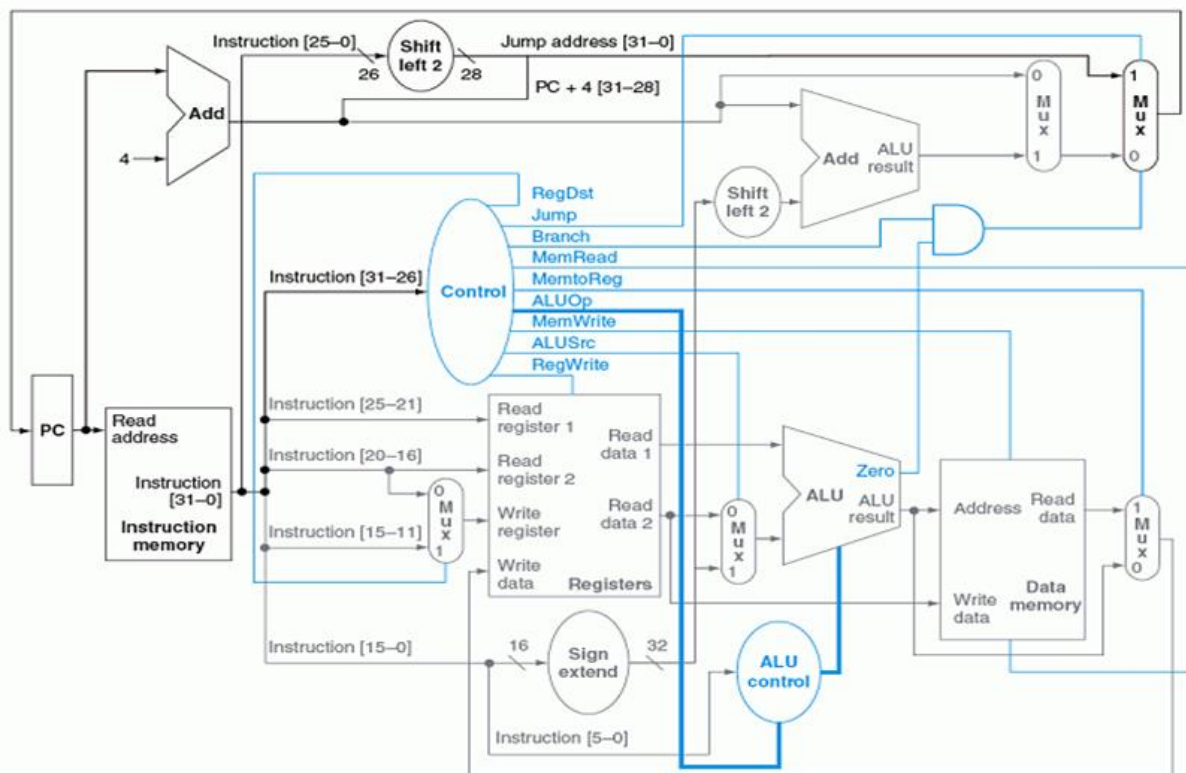 Instruction [25–0]
Shift
left 2
26
28
Jump address [31–0]
PC + 4 [31–28]
Add
4
0
M
u
x
1
1
M
u
x
0
Add
ALU
result
Shift
left 2
RegDst
Jump
Branch
MemRead
MemtoReg
ALUOp
MemWrite
ALUSrc
RegWrite
Instruction [31–26]
Control
PC
Read
address
Instruction
[31–0]
Instruction
memory
Instruction [25–21]
Instruction [20–16]
Instruction [15–11]
0
M
u
x
1
Read
register 1
Read
register 2
Write
register
Write
data
Read
data 1
Read
data 2
Registers
0
M
u
x
1
Zero
ALU
ALU
result
Address
Read
data
Write
data
Data
memory
1
M
u
x
0
Instruction [15–0]
16
Sign
extend
32
ALU
control
Instruction [5–0]